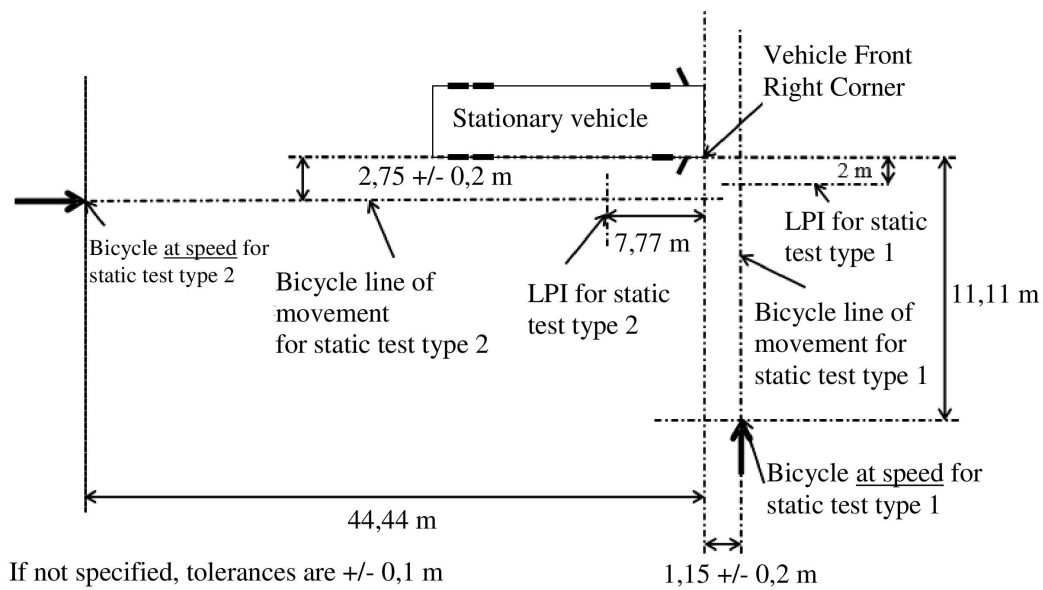 Vehicle Front
Right Corner
Stationary vehicle
2,75 +/- 0,2 m
2 m
Bicycle at speed for
static test type 2
7,77 m
LPI for static
test type 1
Bicycle line of
movement
for static test type 2
LPI for static
test type 2
11,11 m
Bicycle line of
movement for
static test type 1
Bicycle at speed for
static test type 1
44,44 m
If not specified, tolerances are +/- 0,1 m
1,15 +/- 0,2 m